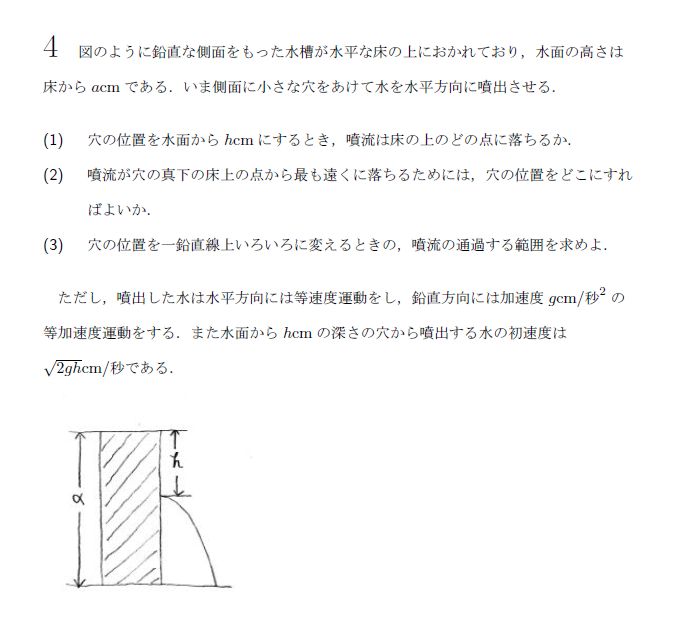 4 図のように鉛直な側面をもった水槽が水平な床の上におかれており，水面の高さは
床から acm である．いま側面に小さな穴をあけて水を水平方向に噴出させる．
(1) 穴の位置を水面から hcm にするとき，噴流は床の上のどの点に落ちるか．
(2) 噴流が穴の真下の床上の点から最も遠くに落ちるためには，穴の位置をどこにすれ
ばよいか．
(3) 穴の位置を一鉛直線上いろいろに変えるときの，噴流の通過する範囲を求めよ．
ただし，噴出した水は水平方向には等速度運動をし，鉛直方向には加速度 gcm/秒² の
等加速度運動をする．また水面から hcm の深さの穴から噴出する水の初速度は
√2ghcm/秒である．
h
a